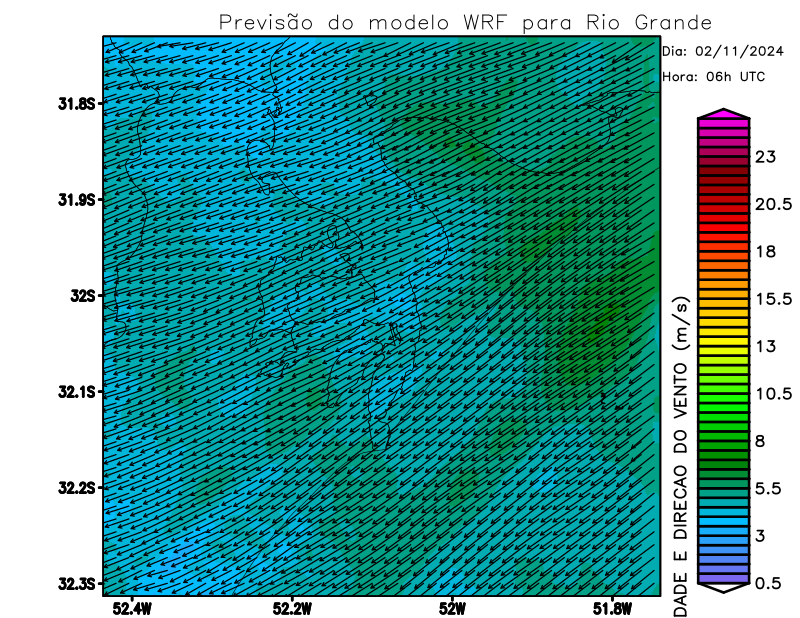 Previsão do modelo WRF para Rio Grande
Dia: 02/11/2024
Hora: 06h UTC
31.8S
31.9S
32S
32.1S
32.2S
32.3S
52.4W
52.2W
52W
51.8W
23
20.5
18
15.5
13
10.5
8
5.5
3
0.5
DADE E DIRECAO DO VENTO (m/s)